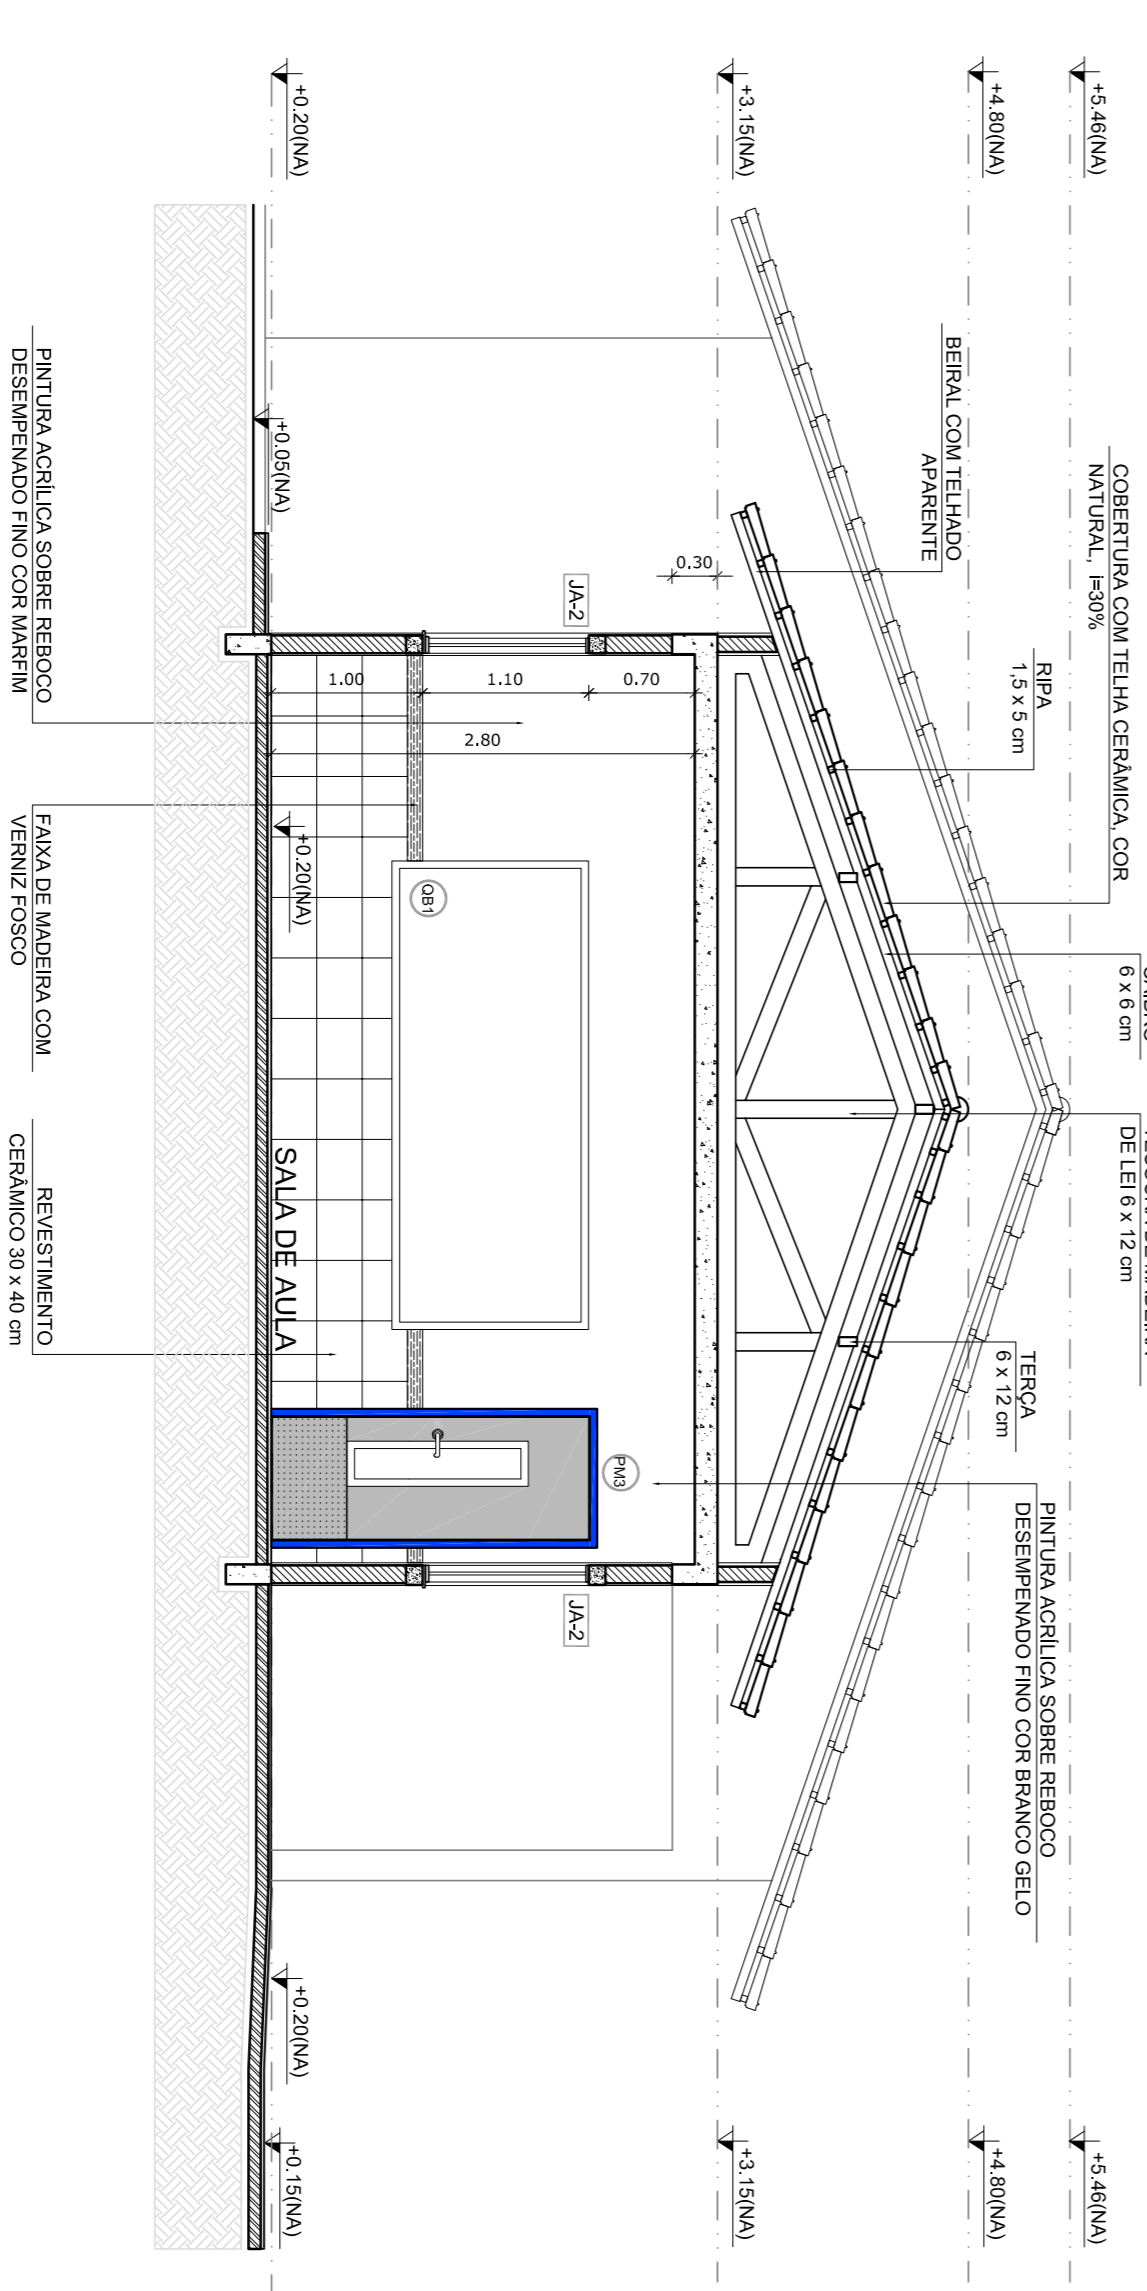 COBERTURA COM TELHA CERÂMICA, COR
NATURAL, i=30%
6 x 6 cm
DE LEI 6 x 12 cm
+5.46(NA)
+5.46(NA)
RIPA
1,5 x 5 cm
TERÇA
6 x 12 cm
PINTURA ACRÍLICA SOBRE REBOCO
DESEMPENADO FINO COR BRANCO GELO
+4.80(NA)
+4.80(NA)
BEIRAL COM TELHADO
APARENTE
+3.15(NA)
+3.15(NA)
0.30
JA-2
JA-2
0.70
1.10
1.00
2.80
PM3
QB1
+0.20(NA)
+0.05(NA)
+0.20(NA)
SALA DE AULA
+0.20(NA)
+0.15(NA)
PINTURA ACRÍLICA SOBRE REBOCO
DESEMPENADO FINO COR MARFIM
FAIXA DE MADEIRA COM
VERNIZ FOSCO
REVESTIMENTO
CERÂMICO 30 x 40 cm